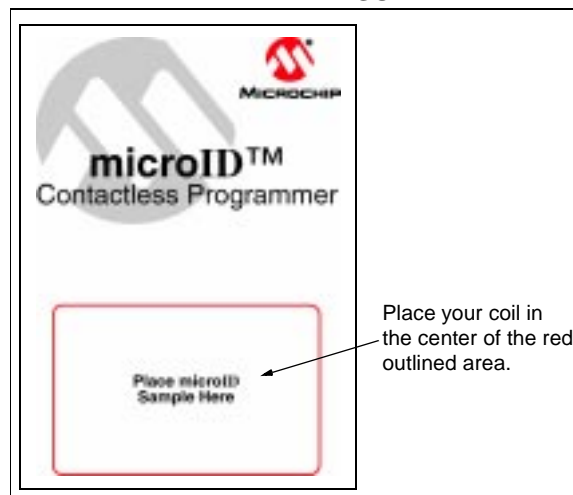 MICROCHIP
microID™
Contactless Programmer
Place microID
Sample Here
Place your coil in
the center of the red
outlined area.